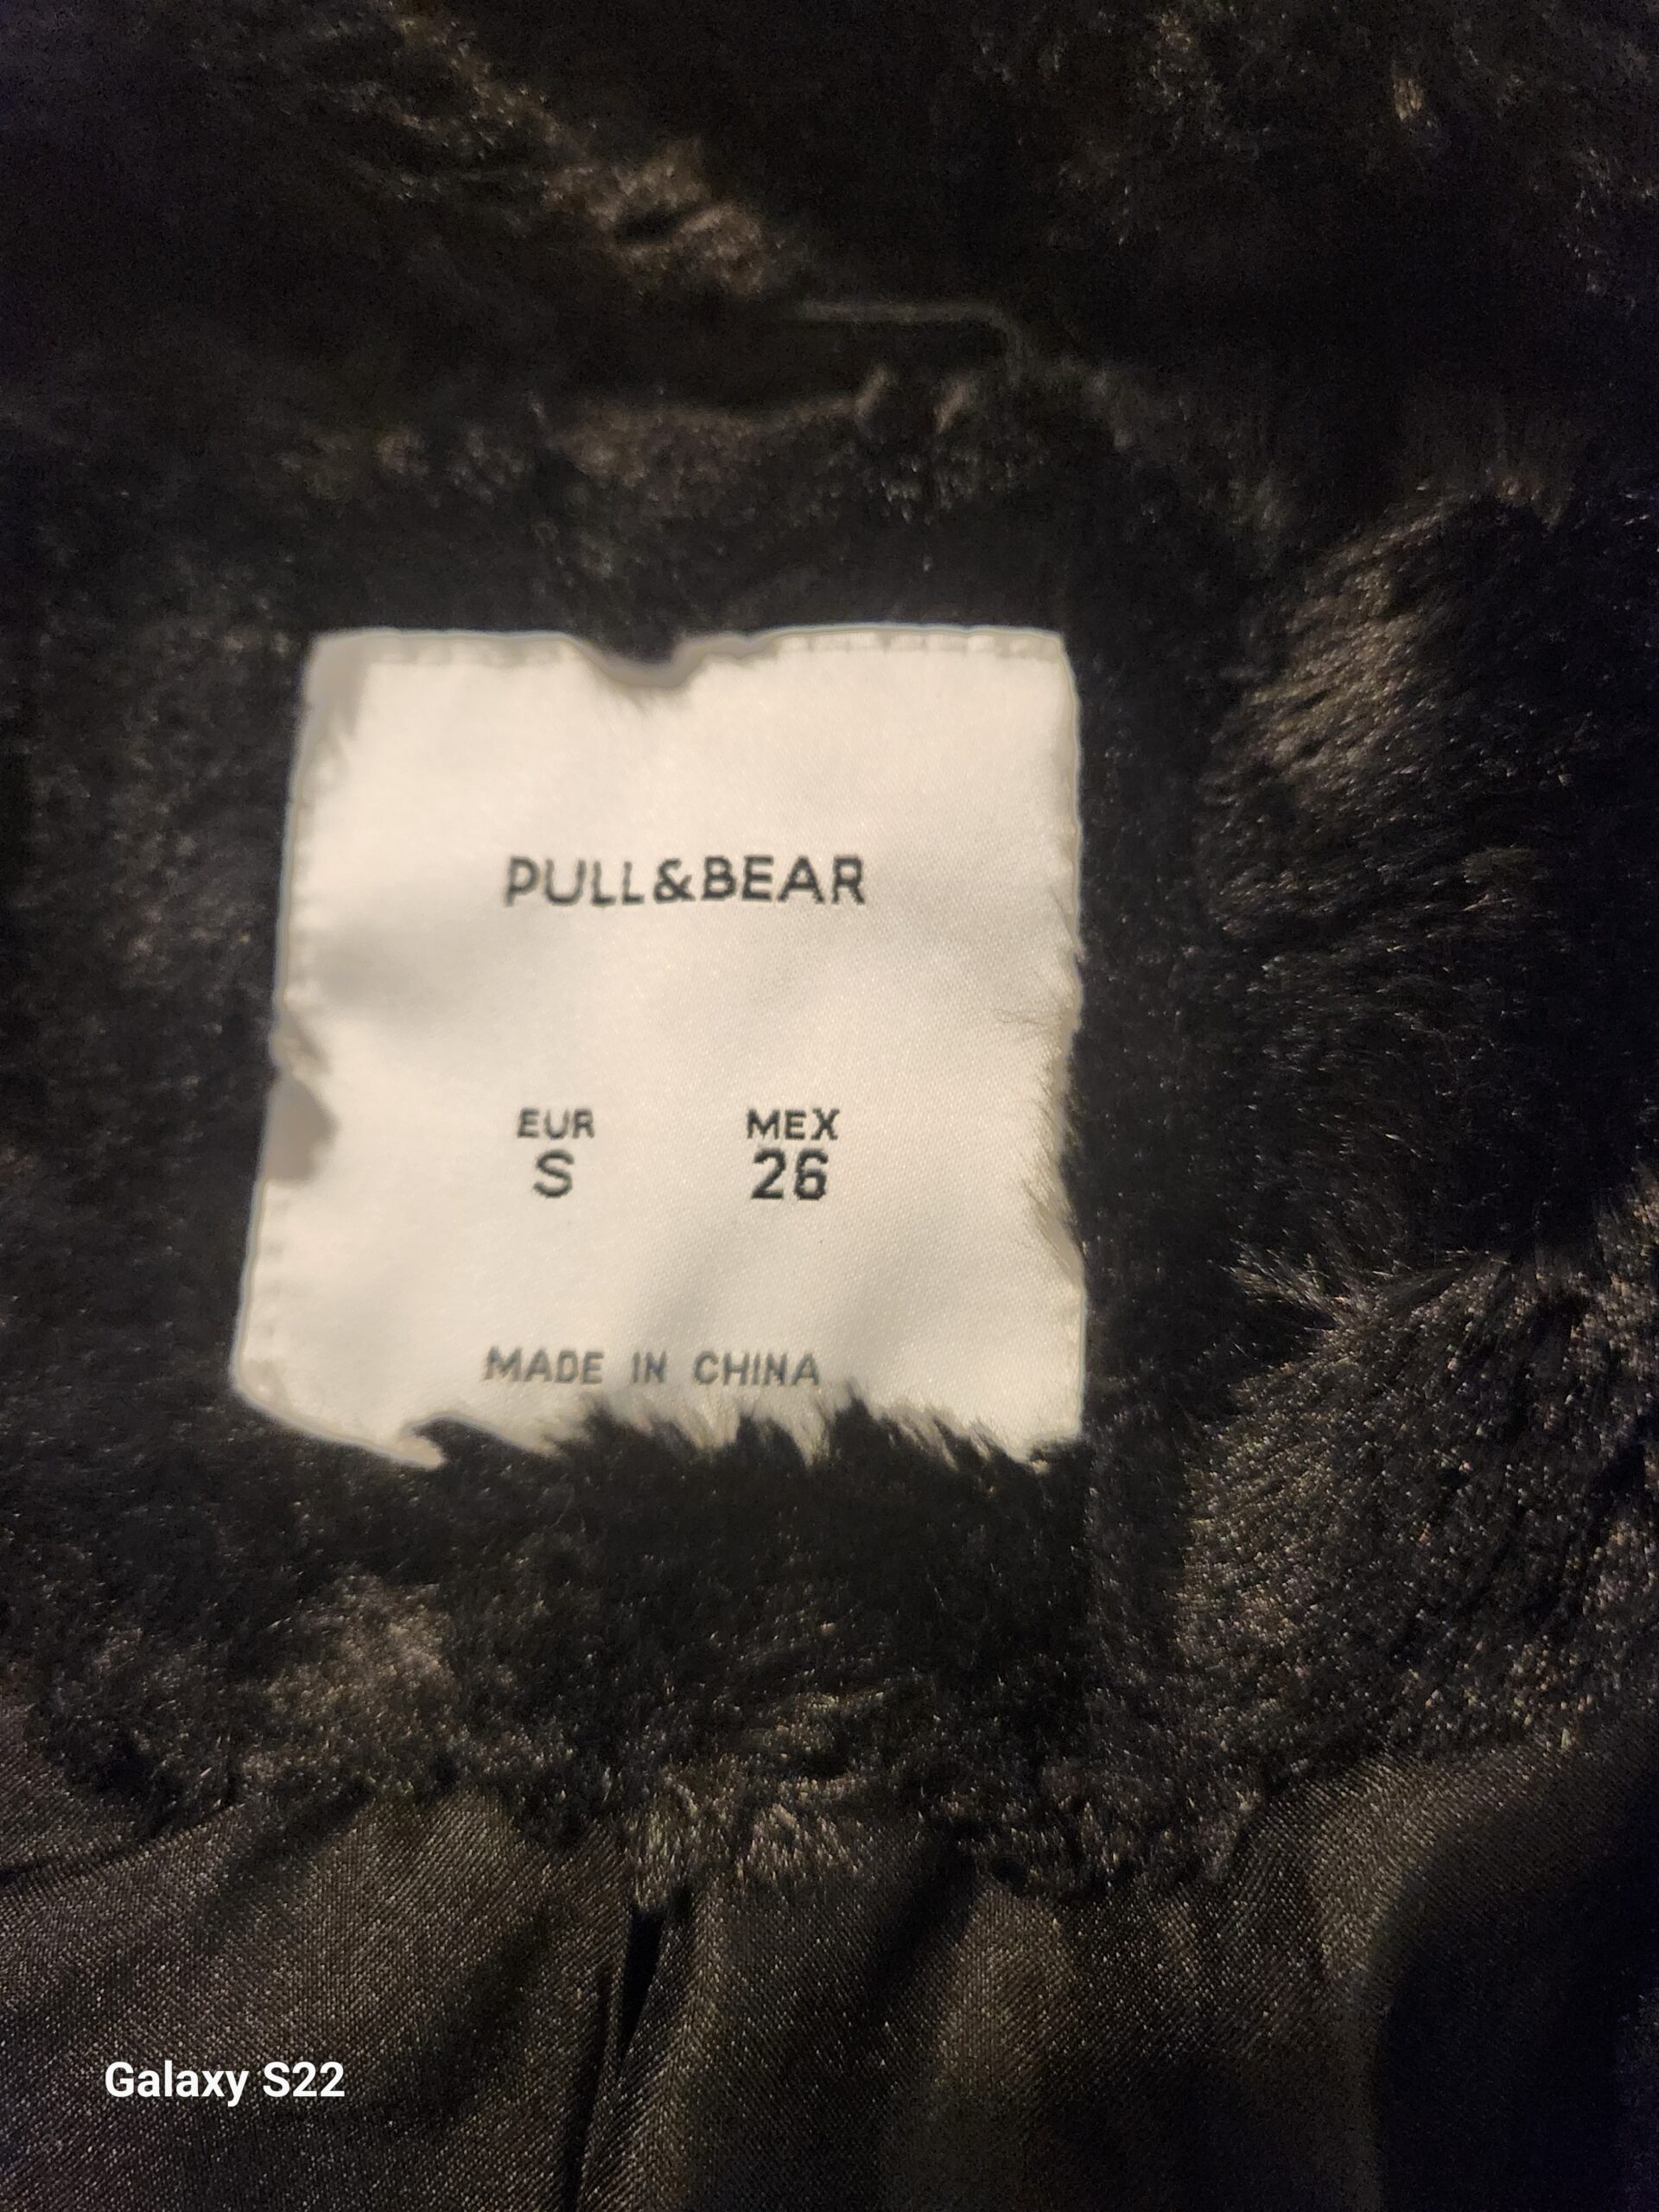 PULL&BEAR
EUR MEX
S 26
MADE IN CHINA
Galaxy S22